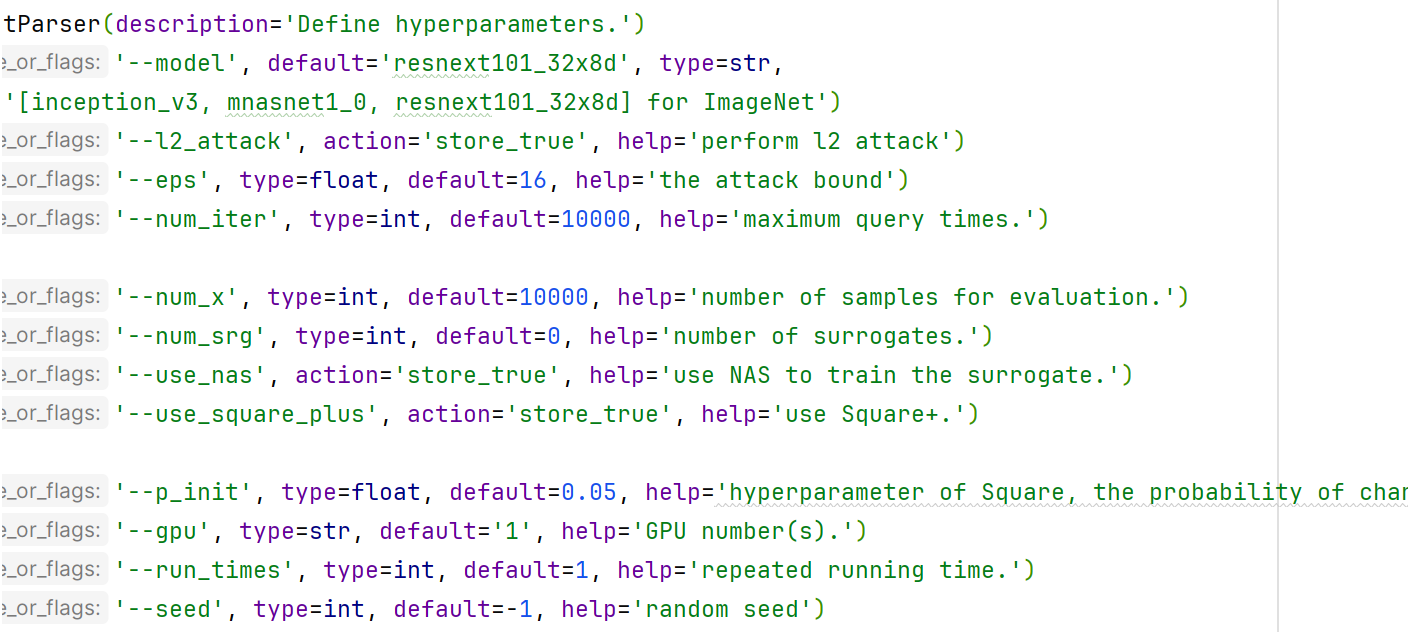 tParser(description='Define hyperparameters.')
e_or_flags: '--model', default='resnext101_32x8d', type=str,
'[inception_v3, mnasnet1_0, resnext101_32x8d] for ImageNet')
e_or_flags: '--l2_attack', action='store_true', help='perform l2 attack')
e_or_flags: '--eps', type=float, default=16, help='the attack bound')
e_or_flags: '--num_iter', type=int, default=10000, help='maximum query times.')
e_or_flags: '--num_x', type=int, default=10000, help='number of samples for evaluation.')
e_or_flags: '--num_srg', type=int, default=0, help='number of surrogates.')
e_or_flags: '--use_nas', action='store_true', help='use NAS to train the surrogate.')
e_or_flags: '--use_square_plus', action='store_true', help='use Square+.')
e_or_flags: '--p_init', type=float, default=0.05, help='hyperparameter of Square, the probability of chan
e_or_flags: '--gpu', type=str, default='1', help='GPU number(s).')
e_or_flags: '--run_times', type=int, default=1, help='repeated running time.')
e_or_flags: '--seed', type=int, default=-1, help='random seed')